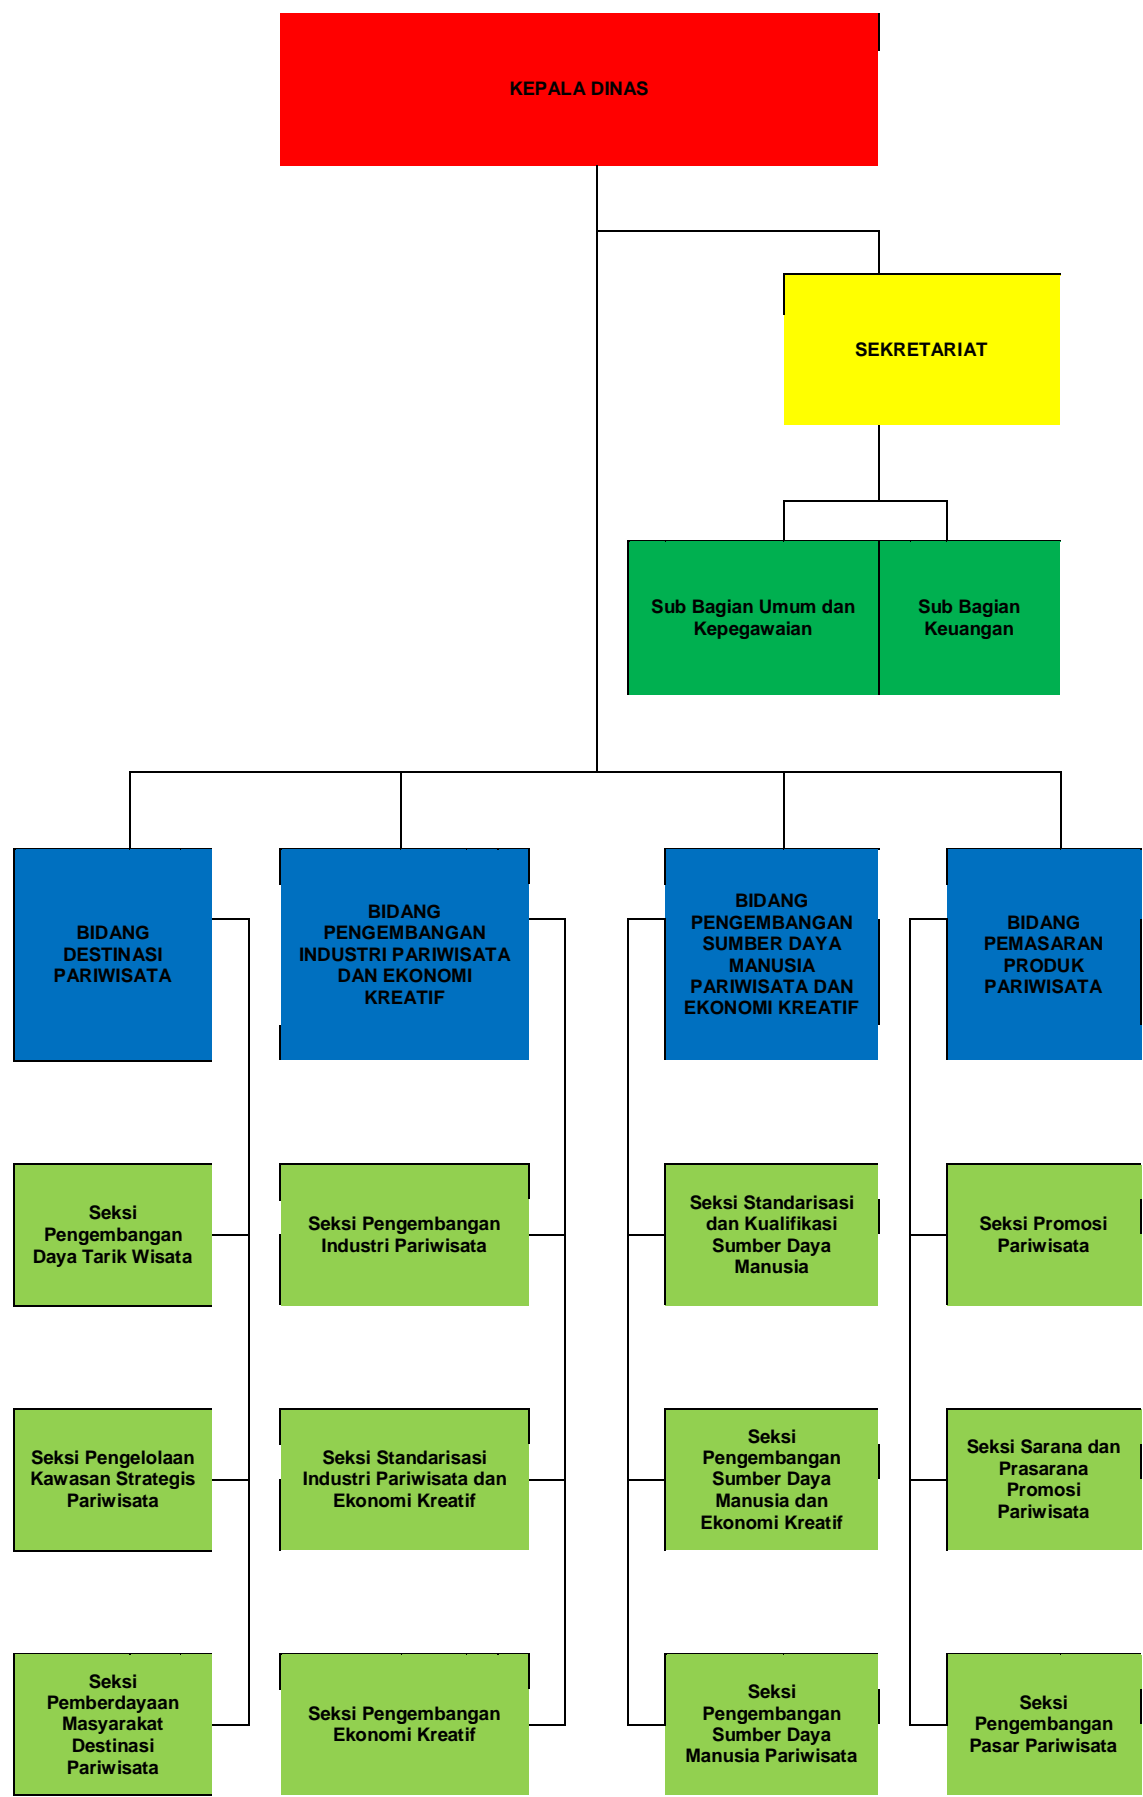 KEPALA DINAS
SEKRETARIAT
Sub Bagian Umum dan
Kepegawaian
Sub Bagian
Keuangan
BIDANG
DESTINASI
PARIWISATA
BIDANG
PENGEMBANGAN
INDUSTRI PARIWISATA
DAN EKONOMI
KREATIF
BIDANG
PENGEMBANGAN
SUMBER DAYA
MANUSIA
PARIWISATA DAN
EKONOMI KREATIF
BIDANG
PEMASARAN
PRODUK
PARIWISATA
Seksi
Pengembangan
Daya Tarik Wisata
Seksi Pengembangan
Industri Pariwisata
Seksi Standarisasi
dan Kualifikasi
Sumber Daya
Manusia
Seksi Promosi
Pariwisata
Seksi Pengelolaan
Kawasan Strategis
Pariwisata
Seksi Standarisasi
Industri Pariwisata dan
Ekonomi Kreatif
Seksi
Pengembangan
Sumber Daya
Manusia dan
Ekonomi Kreatif
Seksi Sarana dan
Prasarana
Promosi
Pariwisata
Seksi
Pemberdayaan
Masyarakat
Destinasi
Pariwisata
Seksi Pengembangan
Ekonomi Kreatif
Seksi
Pengembangan
Sumber Daya
Manusia Pariwisata
Seksi
Pengembangan
Pasar Pariwisata